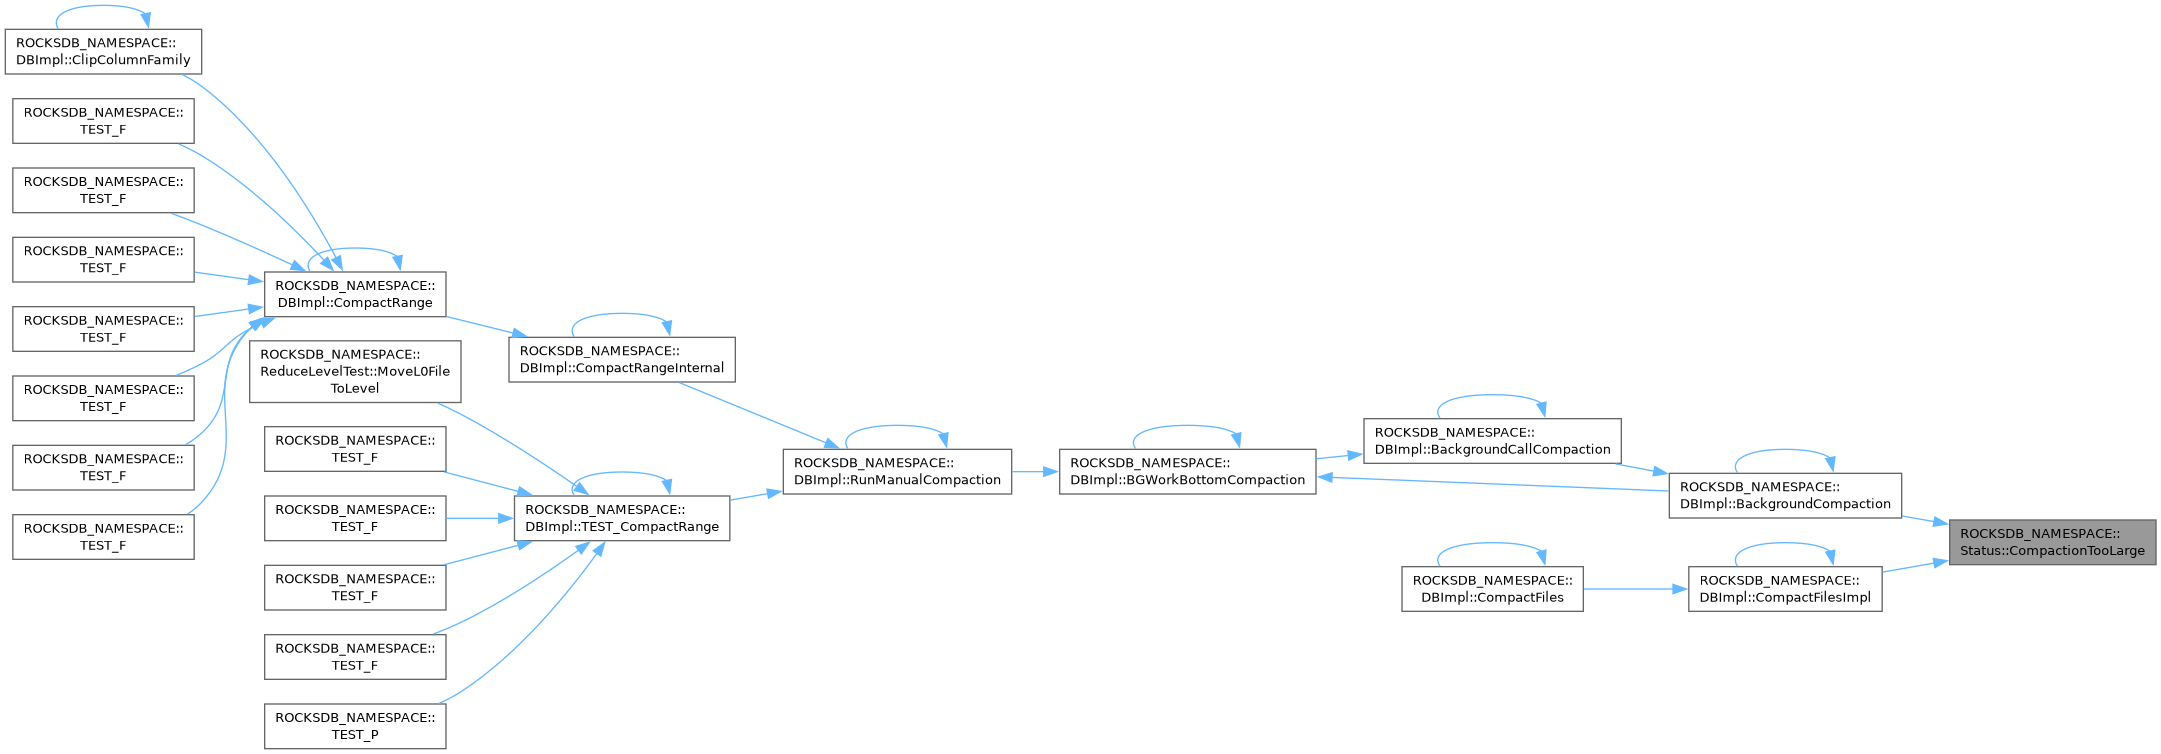 ROCKSDB_NAMESPACE::
DBImpl::ClipColumnFamily
ROCKSDB_NAMESPACE::
TEST_F
ROCKSDB_NAMESPACE::
TEST_F
ROCKSDB_NAMESPACE::
TEST_F
ROCKSDB_NAMESPACE::
TEST_F
ROCKSDB_NAMESPACE::
TEST_F
ROCKSDB_NAMESPACE::
TEST_F
ROCKSDB_NAMESPACE::
TEST_F
ROCKSDB_NAMESPACE::
DBImpl::CompactRange
ROCKSDB_NAMESPACE::
ReduceLevelTest::MoveL0File
ToLevel
ROCKSDB_NAMESPACE::
TEST_F
ROCKSDB_NAMESPACE::
TEST_F
ROCKSDB_NAMESPACE::
TEST_F
ROCKSDB_NAMESPACE::
TEST_F
ROCKSDB_NAMESPACE::
TEST_P
ROCKSDB_NAMESPACE::
DBImpl::CompactRangeInternal
ROCKSDB_NAMESPACE::
DBImpl::TEST_CompactRange
ROCKSDB_NAMESPACE::
DBImpl::RunManualCompaction
ROCKSDB_NAMESPACE::
DBImpl::BGWorkBottomCompaction
ROCKSDB_NAMESPACE::
DBImpl::BackgroundCallCompaction
ROCKSDB_NAMESPACE::
DBImpl::CompactFiles
ROCKSDB_NAMESPACE::
DBImpl::BackgroundCompaction
ROCKSDB_NAMESPACE::
DBImpl::CompactFilesImpl
ROCKSDB_NAMESPACE::
Status::CompactionTooLarge